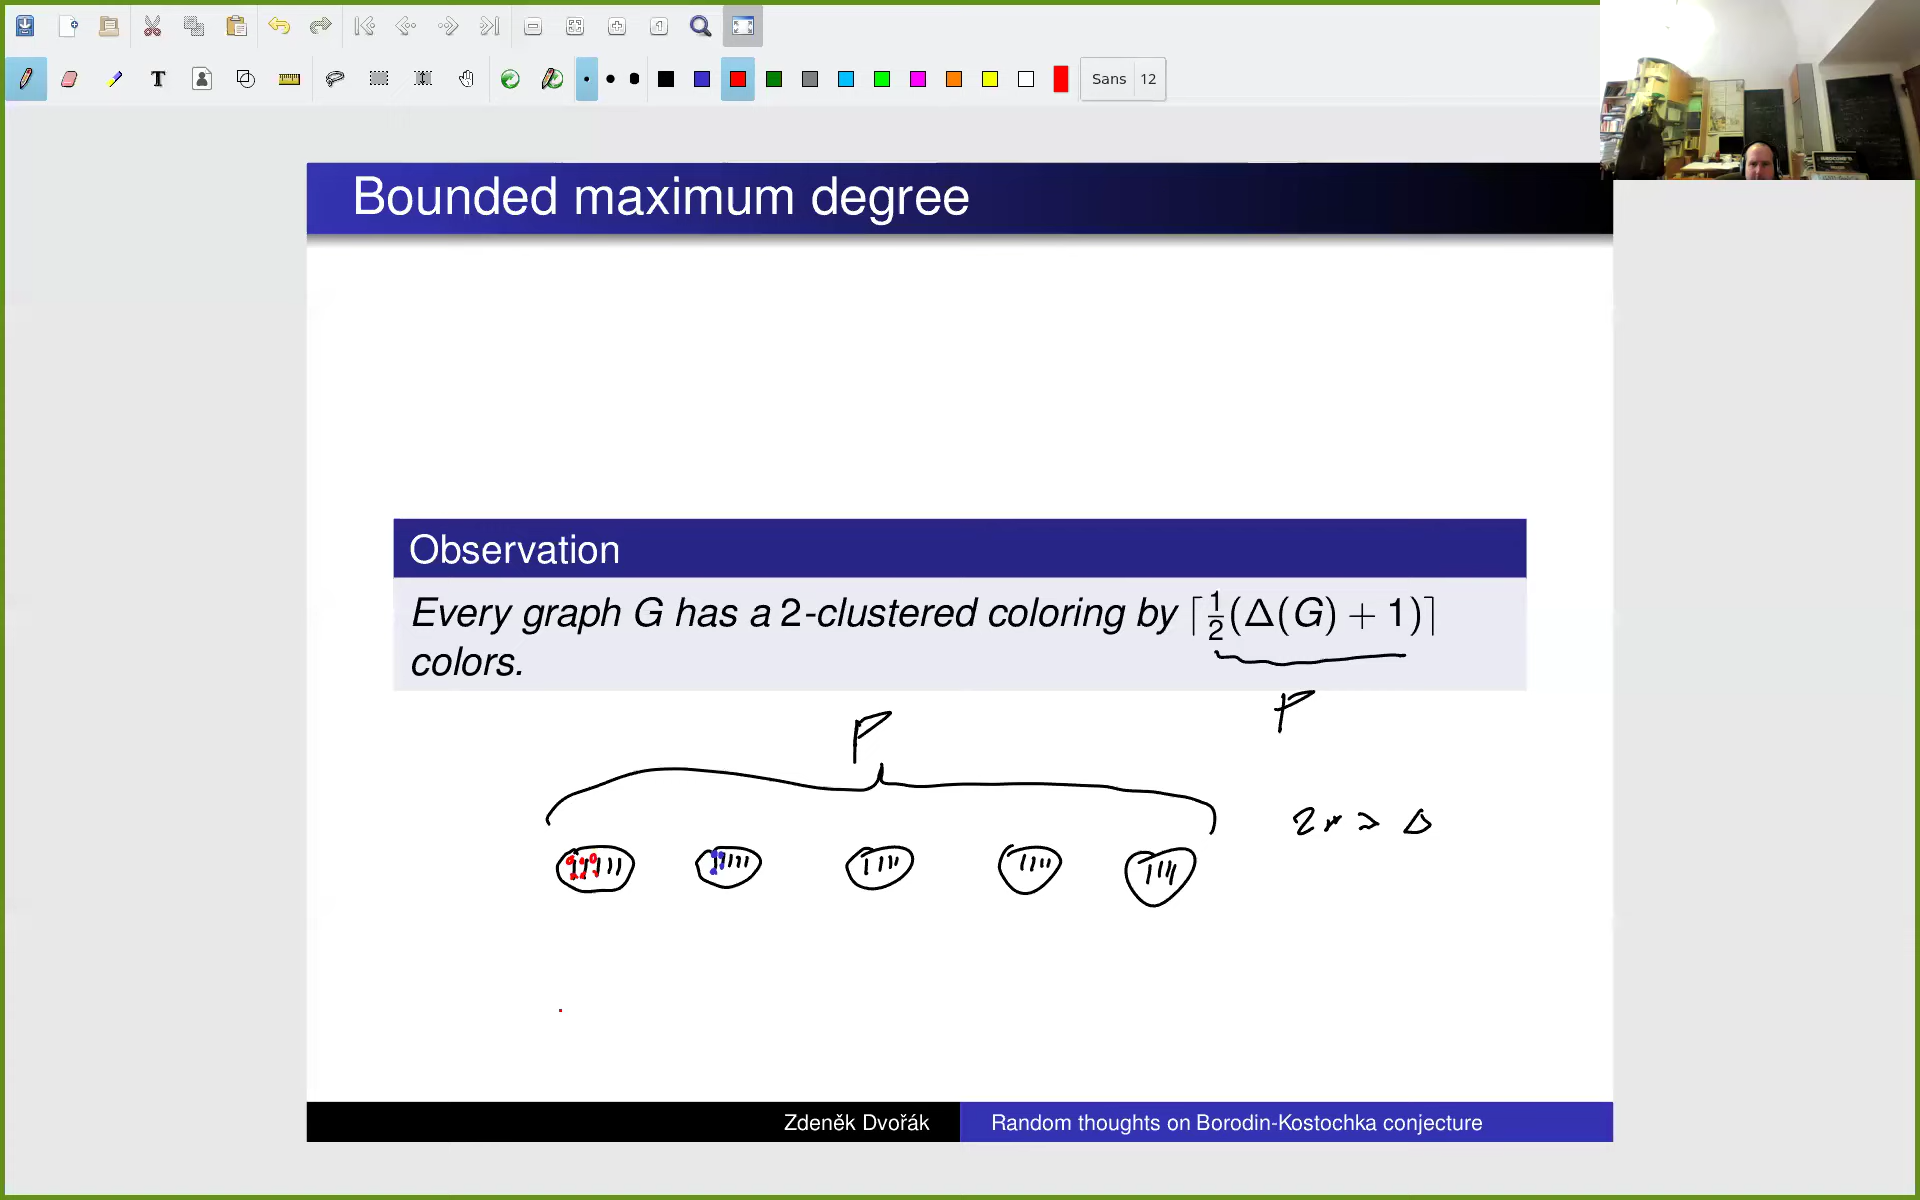 T
Sans 12
Bounded maximum degree
Observation
Every graph G has a 2-clustered coloring by ⌈½(Δ(G) + 1)⌉
colors.
P
P
Zdeněk Dvořák
Random thoughts on Borodin-Kostochka conjecture